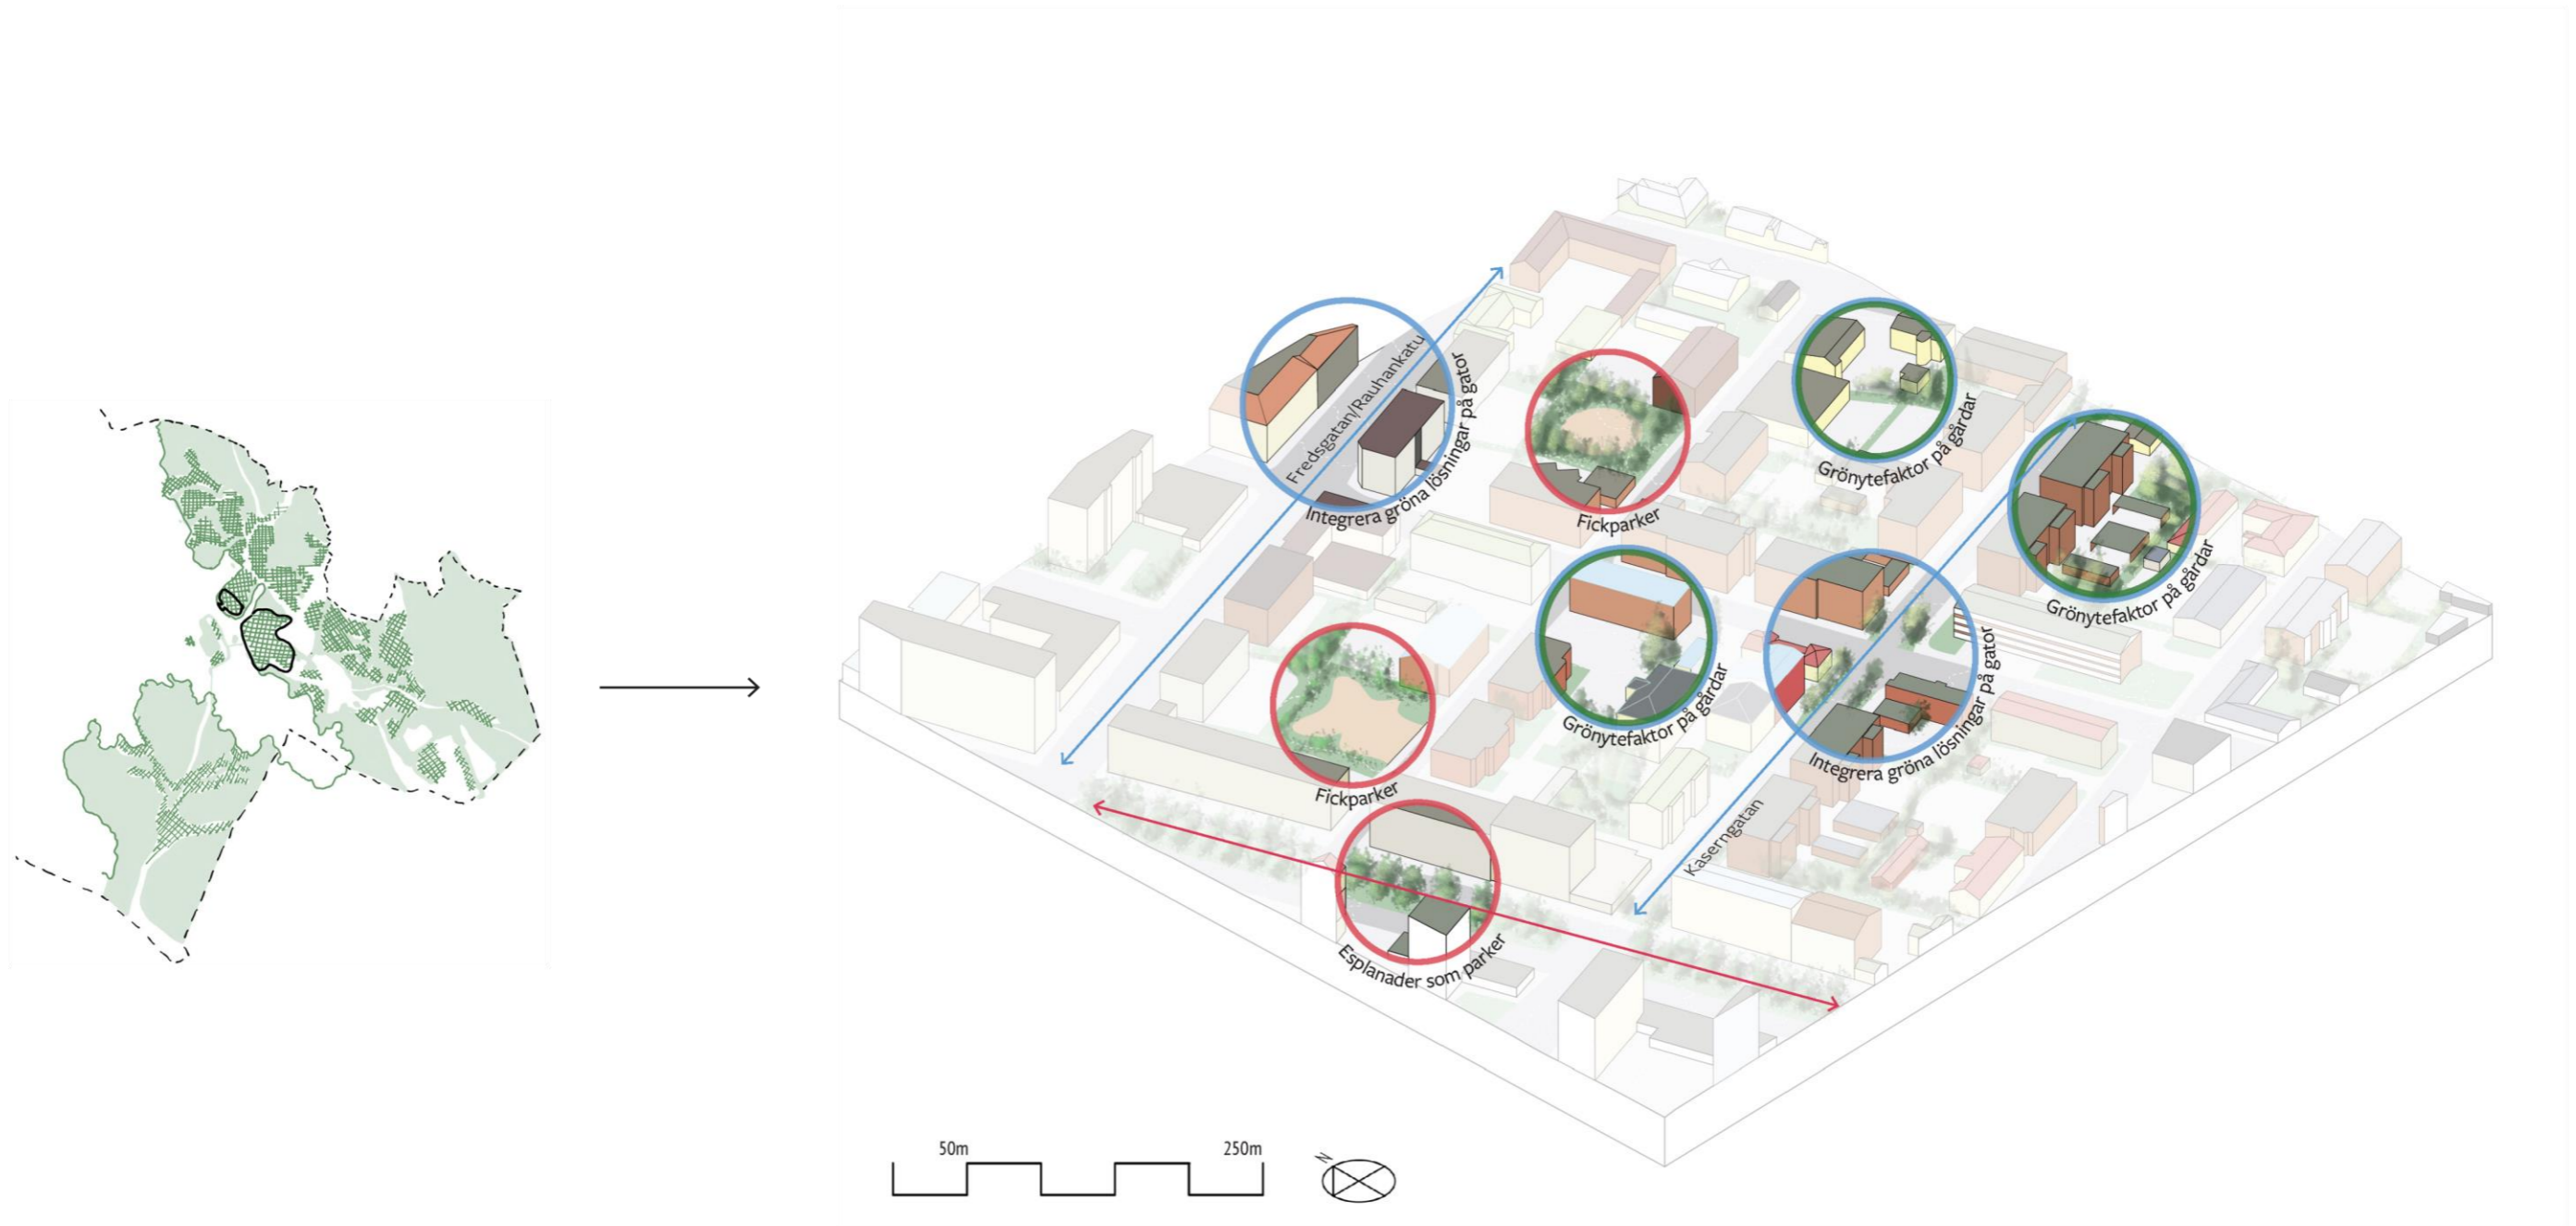 Fredsgatan/Rauhankatu
Integrera gröna lösningar på gator
Fickparker
Grönytefaktor på gårdar
Grönytefaktor på gårdar
Grönytefaktor på gårdar
Integrera gröna lösningar på gator
Fickparker
Kaserngatan
Esplanader som parker
50m
250m
N